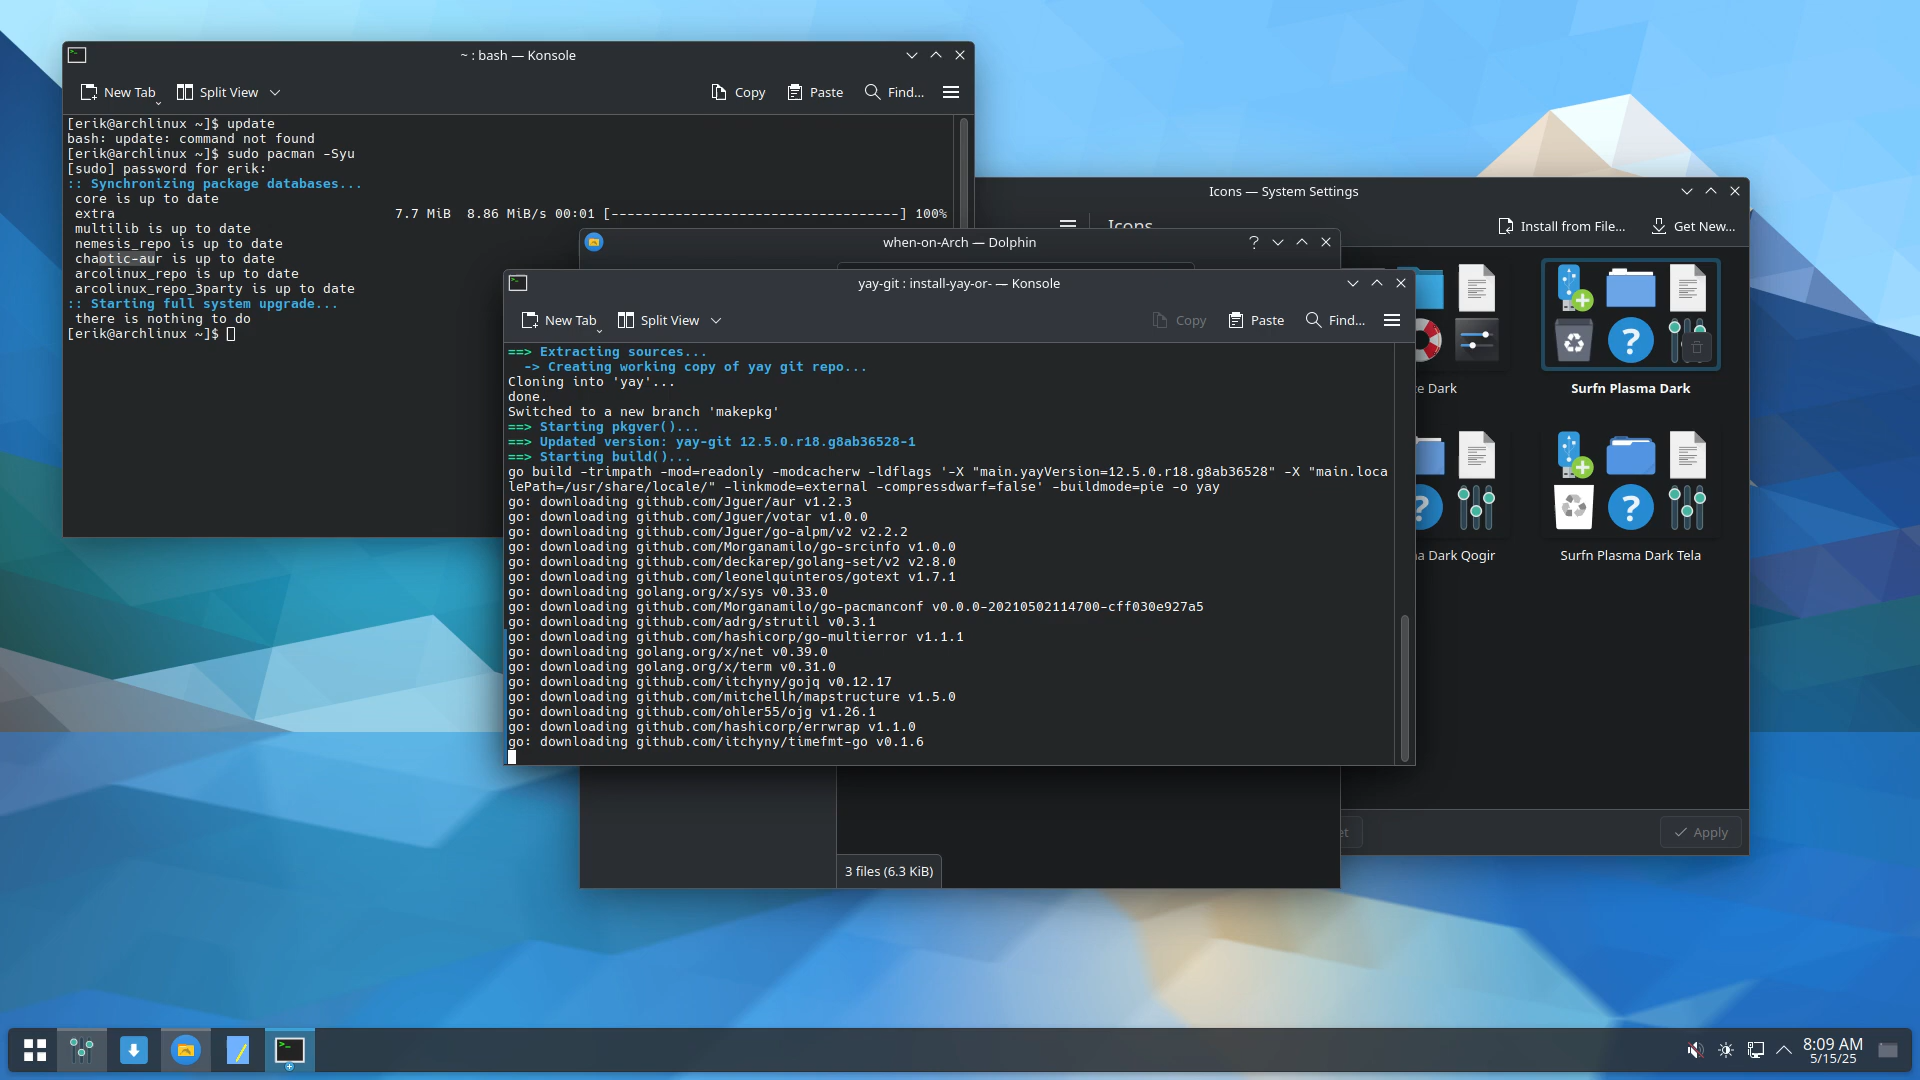 ~ : bash — Konsole
New Tab
Split View
Copy
Paste
Find...
[erik@archlinux ~]$ update
bash: update: command not found
[erik@archlinux ~]$ sudo pacman -Syu
[sudo] password for erik:
:: Synchronizing package databases...
core is up to date
extra 7.7 MiB 8.86 MiB/s 00:01 [------------------------------------] 100%
multilib is up to date
nemesis_repo is up to date
chaotic-aur is up to date
arcolinux_repo is up to date
arcolinux_repo_3party is up to date
:: Starting full system upgrade...
there is nothing to do
[erik@archlinux ~]$
Icons — System Settings
Icons
Install from File...
Get New...
Surfn Plasma Dark
Dark Qogir
Surfn Plasma Dark Tela
Apply
when-on-Arch — Dolphin
3 files (6.3 KiB)
yay-git : install-yay-or- — Konsole
New Tab
Split View
Copy
Paste
Find...
==> Extracting sources...
-> Creating working copy of yay git repo...
Cloning into 'yay'...
done.
Switched to a new branch 'makepkg'
==> Starting pkgver()...
==> Updated version: yay-git 12.5.0.r18.g8ab36528-1
==> Starting build()...
go build -trimpath -mod=readonly -modcacherw -ldflags '-X "main.yayVersion=12.5.0.r18.g8ab36528" -X "main.loca
lePath=/usr/share/locale/" -linkmode=external -compressdwarf=false' -buildmode=pie -o yay
go: downloading github.com/Jguer/aur v1.2.3
go: downloading github.com/Jguer/votar v1.0.0
go: downloading github.com/Jguer/go-alpm/v2 v2.2.2
go: downloading github.com/Morganamilo/go-srcinfo v1.0.0
go: downloading github.com/deckarep/golang-set/v2 v2.8.0
go: downloading github.com/leonelquinteros/gotext v1.7.1
go: downloading golang.org/x/sys v0.33.0
go: downloading github.com/Morganamilo/go-pacmanconf v0.0.0-20210502114700-cff030e927a5
go: downloading github.com/adrg/strutil v0.3.1
go: downloading github.com/hashicorp/go-multierror v1.1.1
go: downloading golang.org/x/net v0.39.0
go: downloading golang.org/x/term v0.31.0
go: downloading github.com/itchyny/gojq v0.12.17
go: downloading github.com/mitchellh/mapstructure v1.5.0
go: downloading github.com/ohler55/ojg v1.26.1
go: downloading github.com/hashicorp/errwrap v1.1.0
go: downloading github.com/itchyny/timefmt-go v0.1.6
8:09 AM
5/15/25